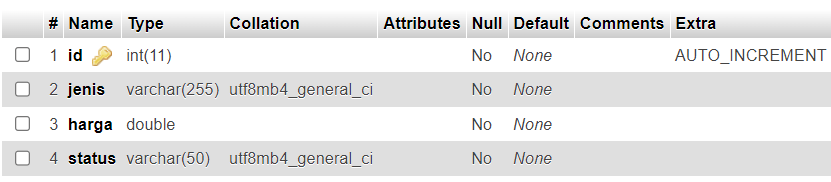 # Name Type Collation Attributes Null Default Comments Extra
1 id int(11) No None AUTO_INCREMENT
2 jenis varchar(255) utf8mb4_general_ci No None
3 harga double No None
4 status varchar(50) utf8mb4_general_ci No None